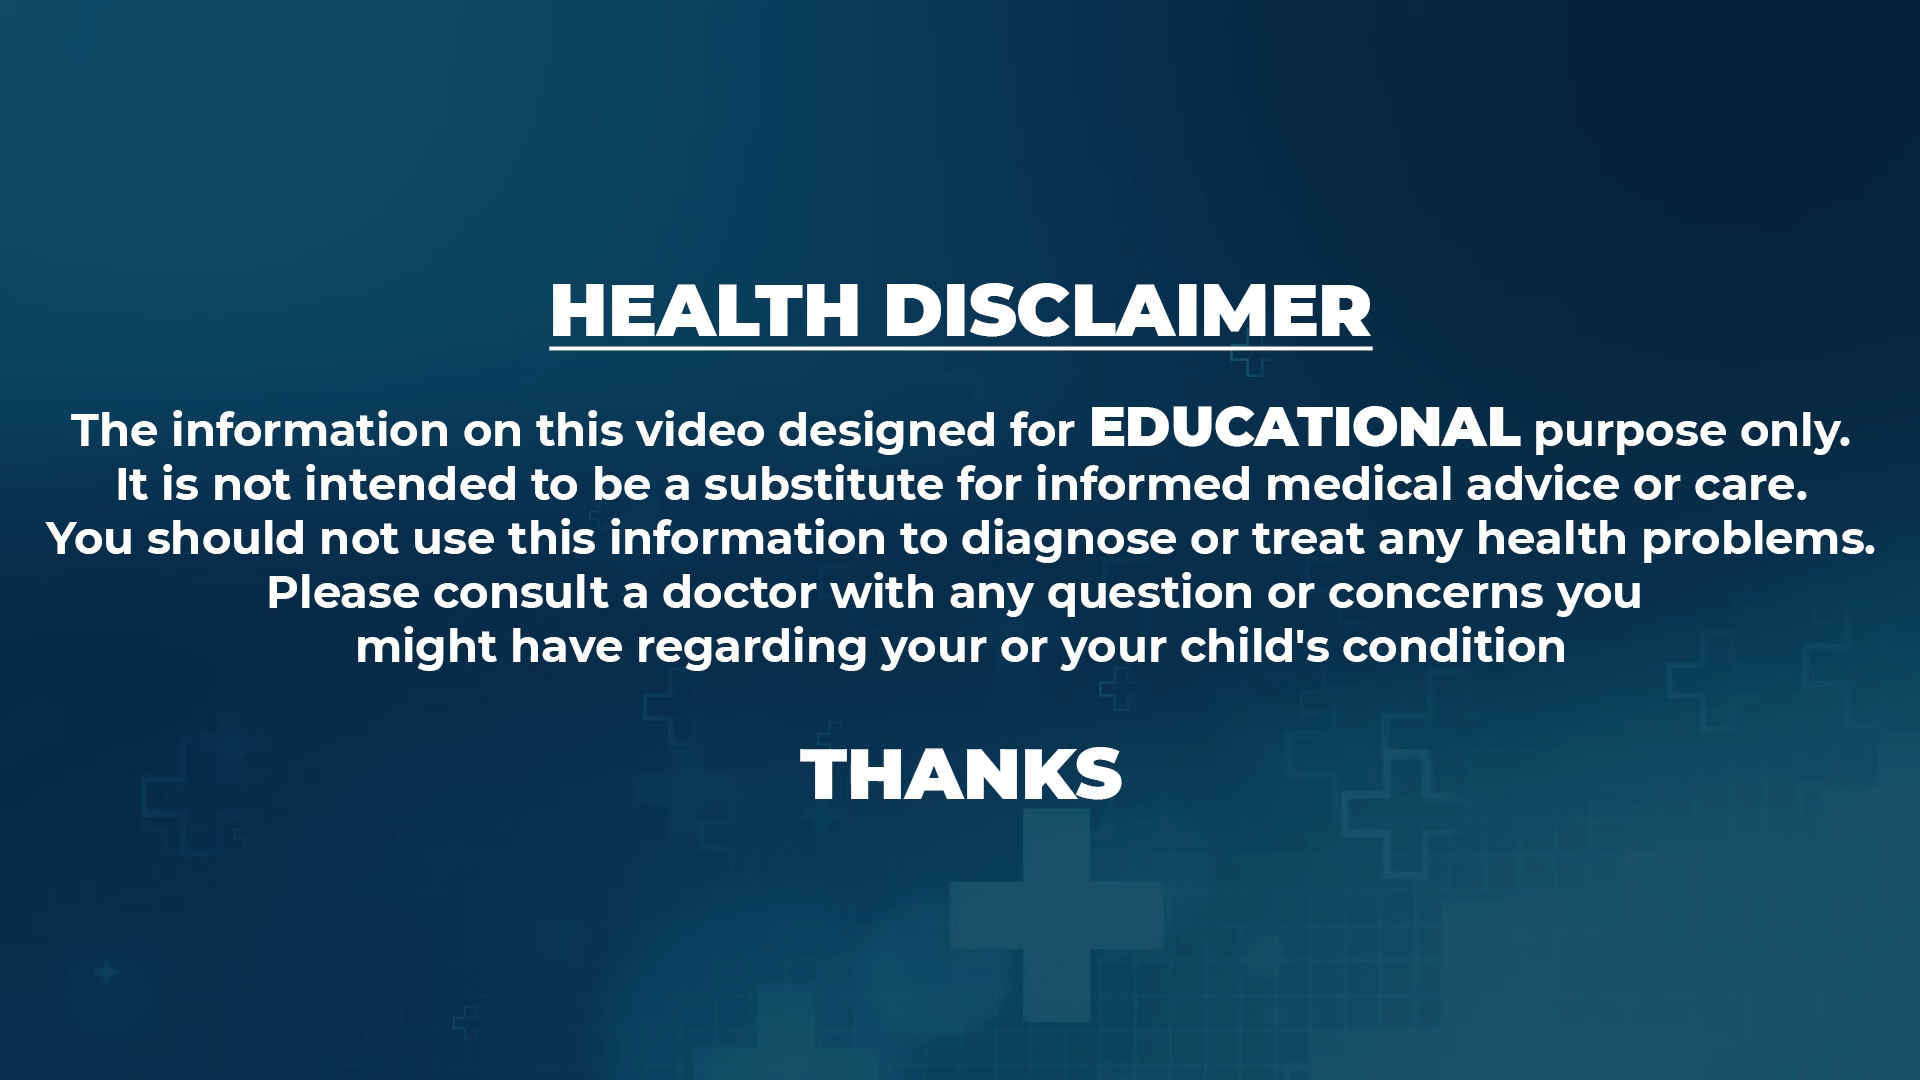 HEALTH DISCLAIMER
The information on this video designed for EDUCATIONAL purpose only.
It is not intended to be a substitute for informed medical advice or care.
You should not use this information to diagnose or treat any health problems.
Please consult a doctor with any question or concerns you
might have regarding your or your child's condition
THANKS